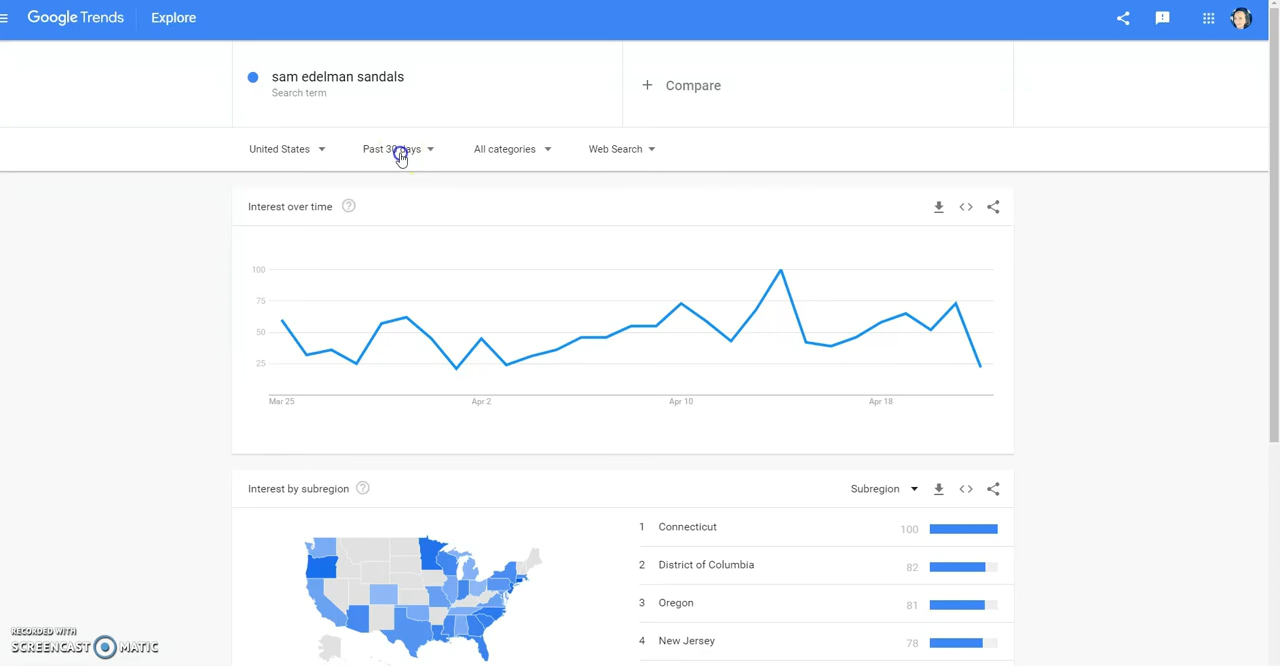 Google Trends Explore
sam edelman sandals
Search term
+ Compare
United States Past 30 days All categories Web Search
Interest over time ?
100
75
50
25
Mar 25 Apr 2 Apr 10 Apr 18
Interest by subregion ? Subregion
1 Connecticut 100
2 District of Columbia 82
3 Oregon 81
4 New Jersey 78
RECORDED WITH
SCREENCAST MATIC